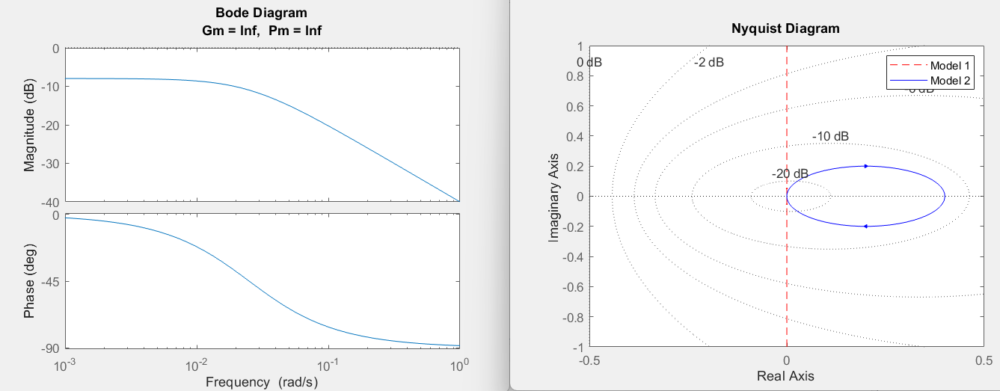 Bode Diagram
Gm = Inf, Pm = Inf
Magnitude (dB)
0
-10
-20
-30
-40
Phase (deg)
0
-45
-90
10^-3
10^-2
10^-1
10^0
Frequency (rad/s)
Nyquist Diagram
Imaginary Axis
1
0.8
0.6
0.4
0.2
0
-0.2
-0.4
-0.6
-0.8
-1
0 dB
-2 dB
Model 1
Model 2
-10 dB
-20 dB
-0.5
0
0.5
Real Axis